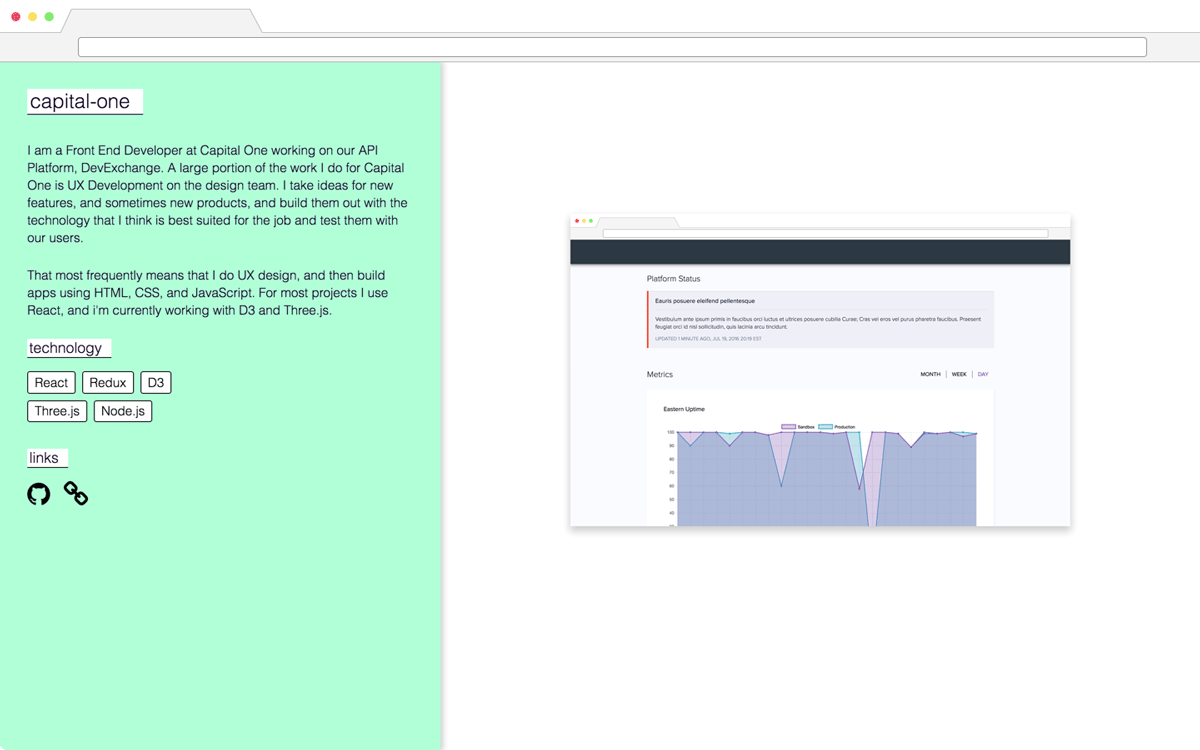 capital-one
I am a Front End Developer at Capital One working on our API
Platform, DevExchange. A large portion of the work I do for Capital
One is UX Development on the design team. I take ideas for new
features, and sometimes new products, and build them out with the
technology that I think is best suited for the job and test them with
our users.
That most frequently means that I do UX design, and then build
apps using HTML, CSS, and JavaScript. For most projects I use
React, and i'm currently working with D3 and Three.js.
technology
React Redux D3
Three.js Node.js
links
Platform Status
Eauris posuere eleifend pellentesque
Vestibulum ante ipsum primis in faucibus orci luctus et ultrices posuere cubilia Curae; Cras vel eros vel purus pharetra faucibus. Praesent
feugiat orci id nisl sollicitudin, quis lacinia arcu tincidunt.
UPDATED 1 MINUTE AGO, JUL 19, 2016 20:19 EST
Metrics MONTH | WEEK | DAY
Eastern Uptime
Sandbox Production
100
90
80
70
60
50
40